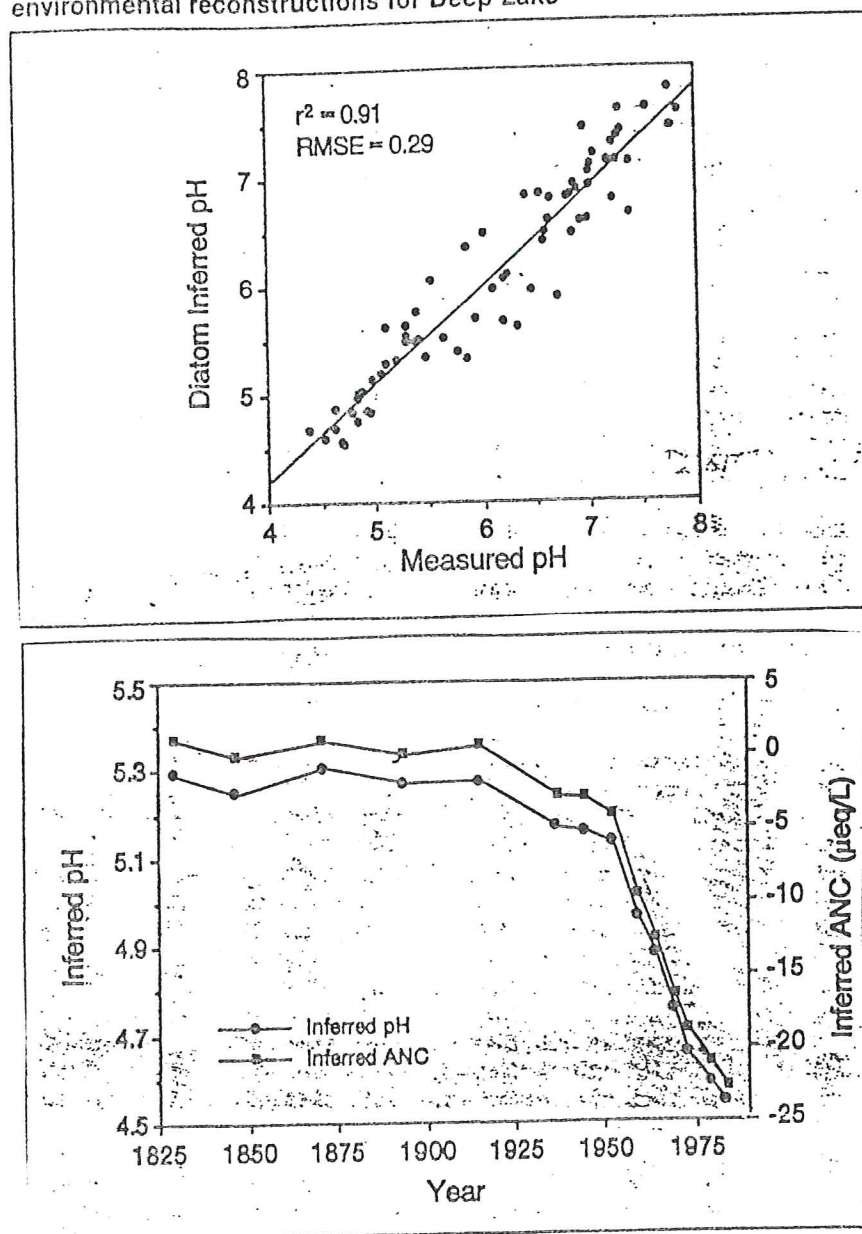 environmental reconstructions for Deep Lake
8
r² = 0.91
RMSE = 0.29
7
Diatom Inferred pH
6
5
4
4 5 6 7 8
Measured pH
5.5 5
0
5.3
-5
5.1
Inferred pH
-10
Inferred ANC (µeq/L)
4.9
-15
Inferred pH
4.7 -20
Inferred ANC
4.5 -25
1825 1850 1875 1900 1925 1950 1975
Year